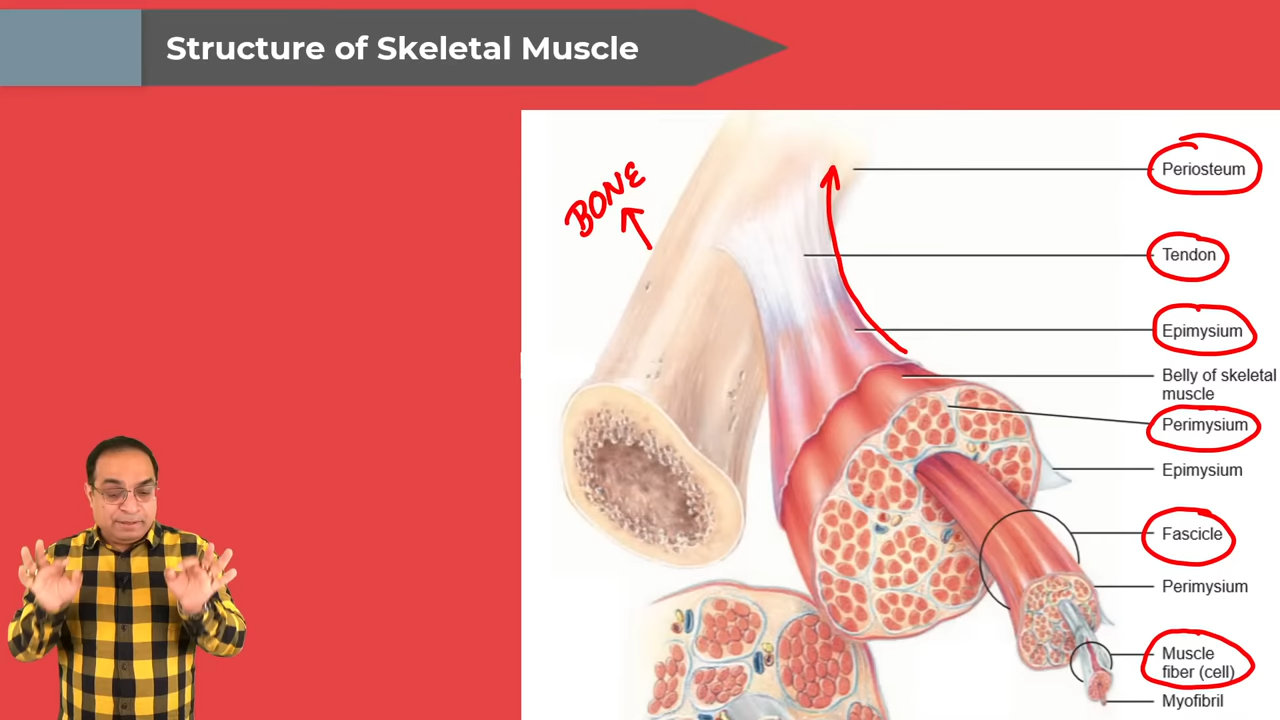 Structure of Skeletal Muscle
BONE
Periosteum
Tendon
Epimysium
Belly of skeletal
muscle
Perimysium
Epimysium
Fascicle
Perimysium
Muscle
fiber (cell)
Myofibril